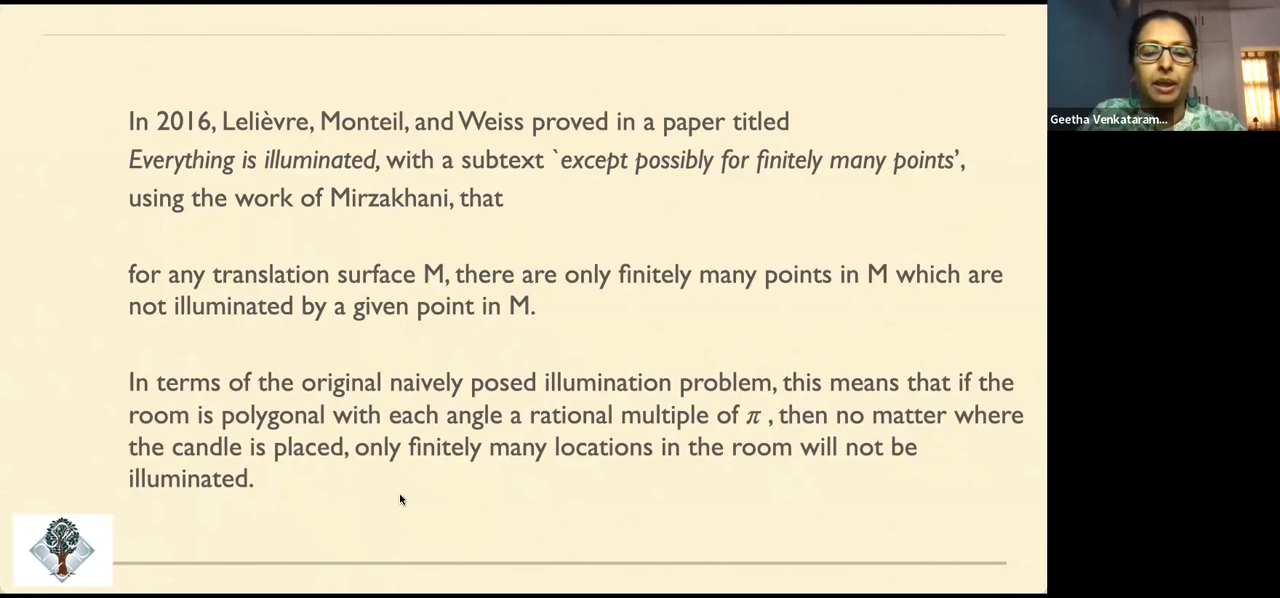 In 2016, Lelièvre, Monteil, and Weiss proved in a paper titled
Everything is illuminated, with a subtext `except possibly for finitely many points’,
using the work of Mirzakhani, that
for any translation surface M, there are only finitely many points in M which are
not illuminated by a given point in M.
In terms of the original naively posed illumination problem, this means that if the
room is polygonal with each angle a rational multiple of π , then no matter where
the candle is placed, only finitely many locations in the room will not be
illuminated.
Geetha Venkataram...